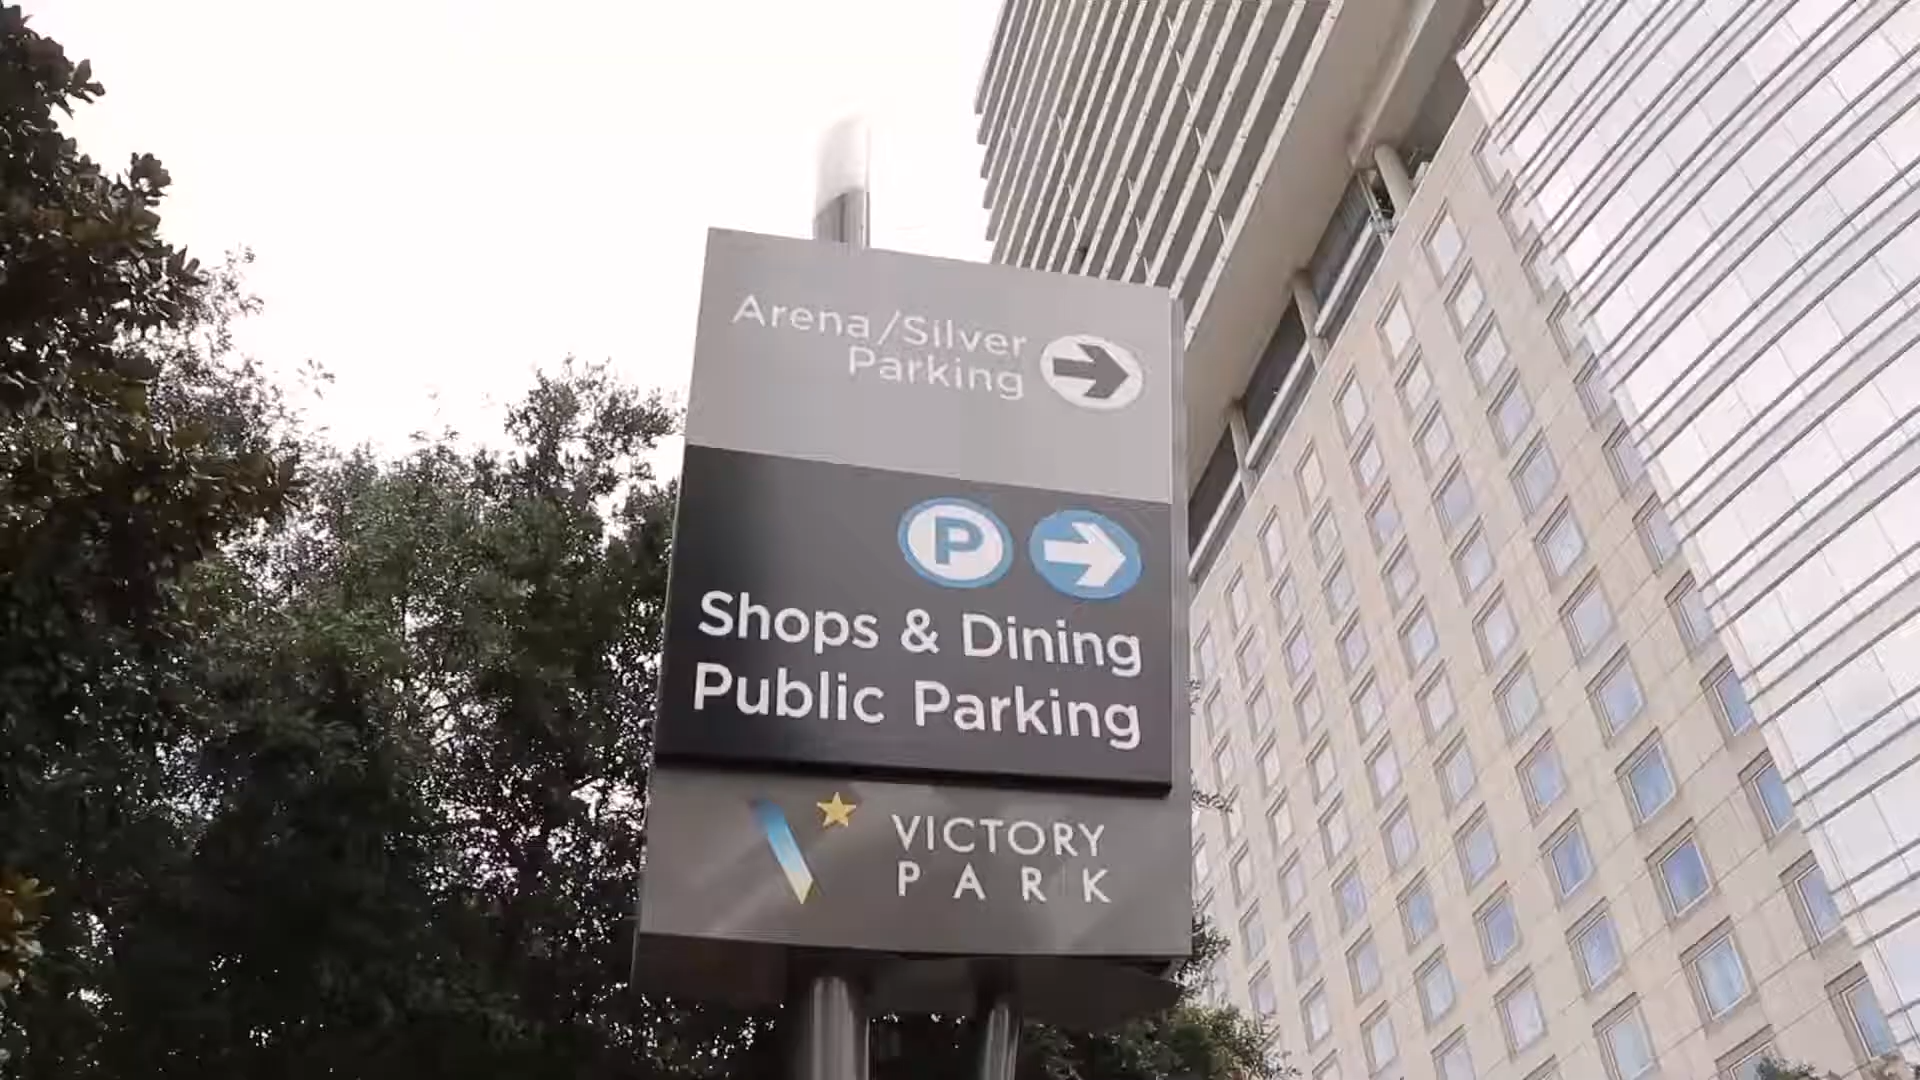 Arena/Silver
Parking
P
Shops & Dining
Public Parking
VICTORY
PARK